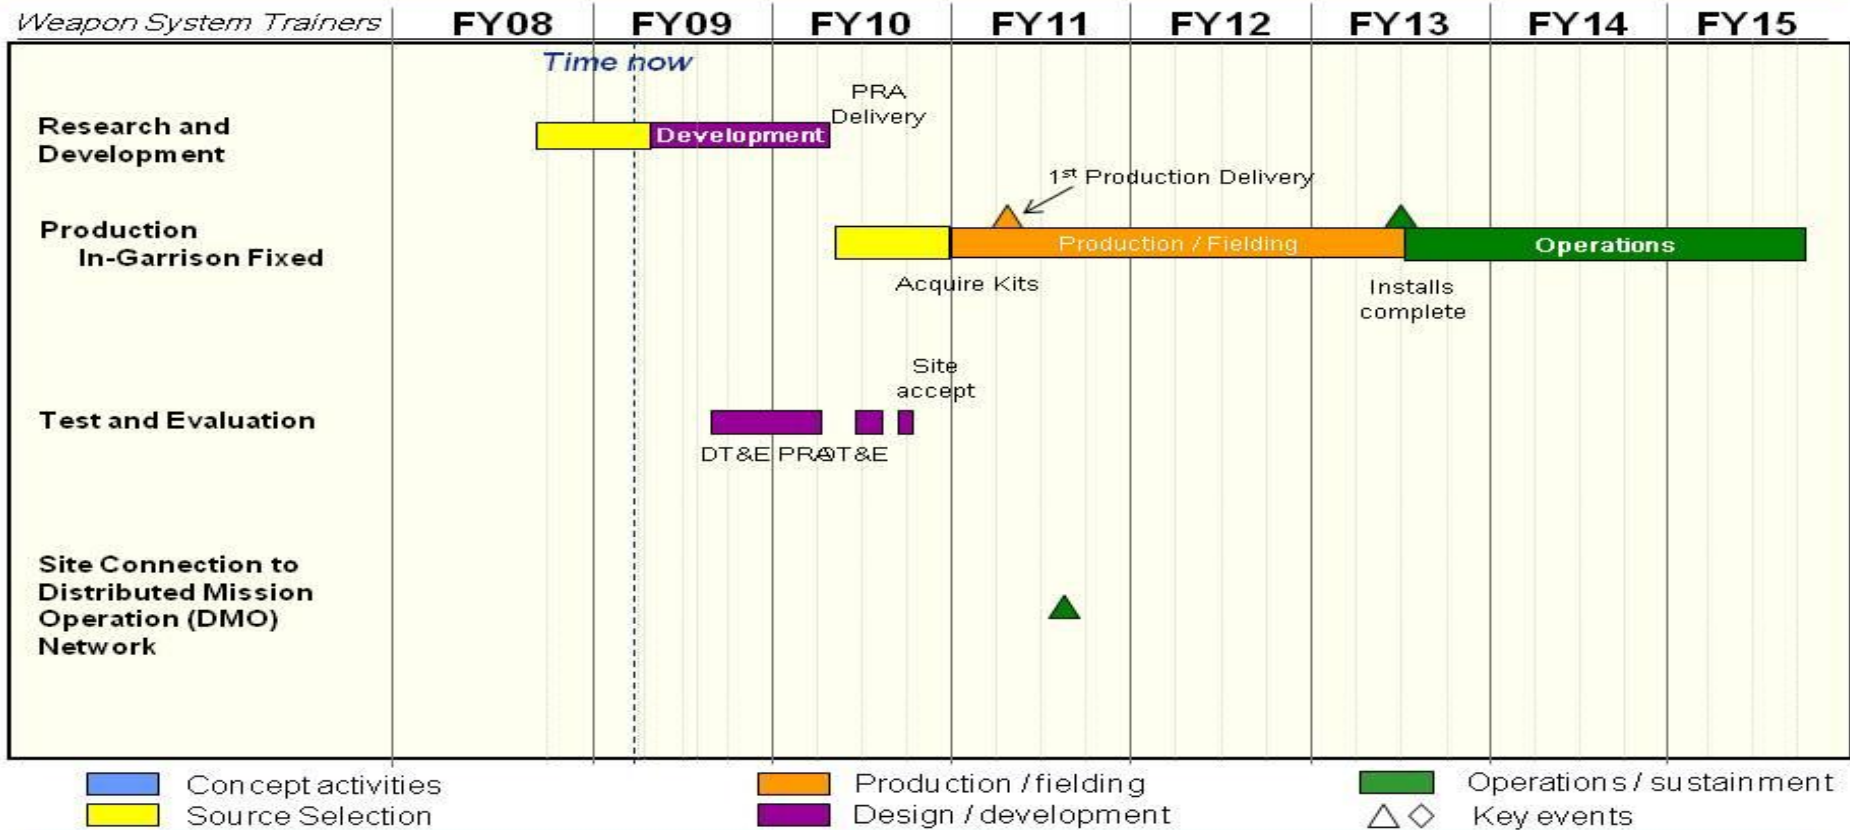 Weapon System Trainers FY08 FY09 FY10 FY11 FY12 FY13 FY14 FY15
Time now
Research and
Development
Development
PRA
Delivery
1st Production Delivery
Production
In-Garrison Fixed
Production / Fielding
Operations
Acquire Kits
Installs
complete
Site
accept
Test and Evaluation
DT&E PRA
OT&E
Site Connection to
Distributed Mission
Operation (DMO)
Network
Concept activities
Source Selection
Production / fielding
Design / development
Operations / sustainment
Key events